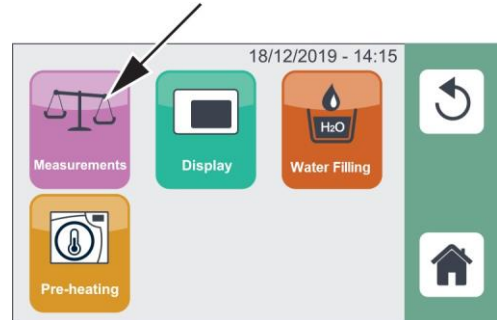 18/12/2019 - 14:15
Measurements
Display
H2O
Water Filling
Pre-heating